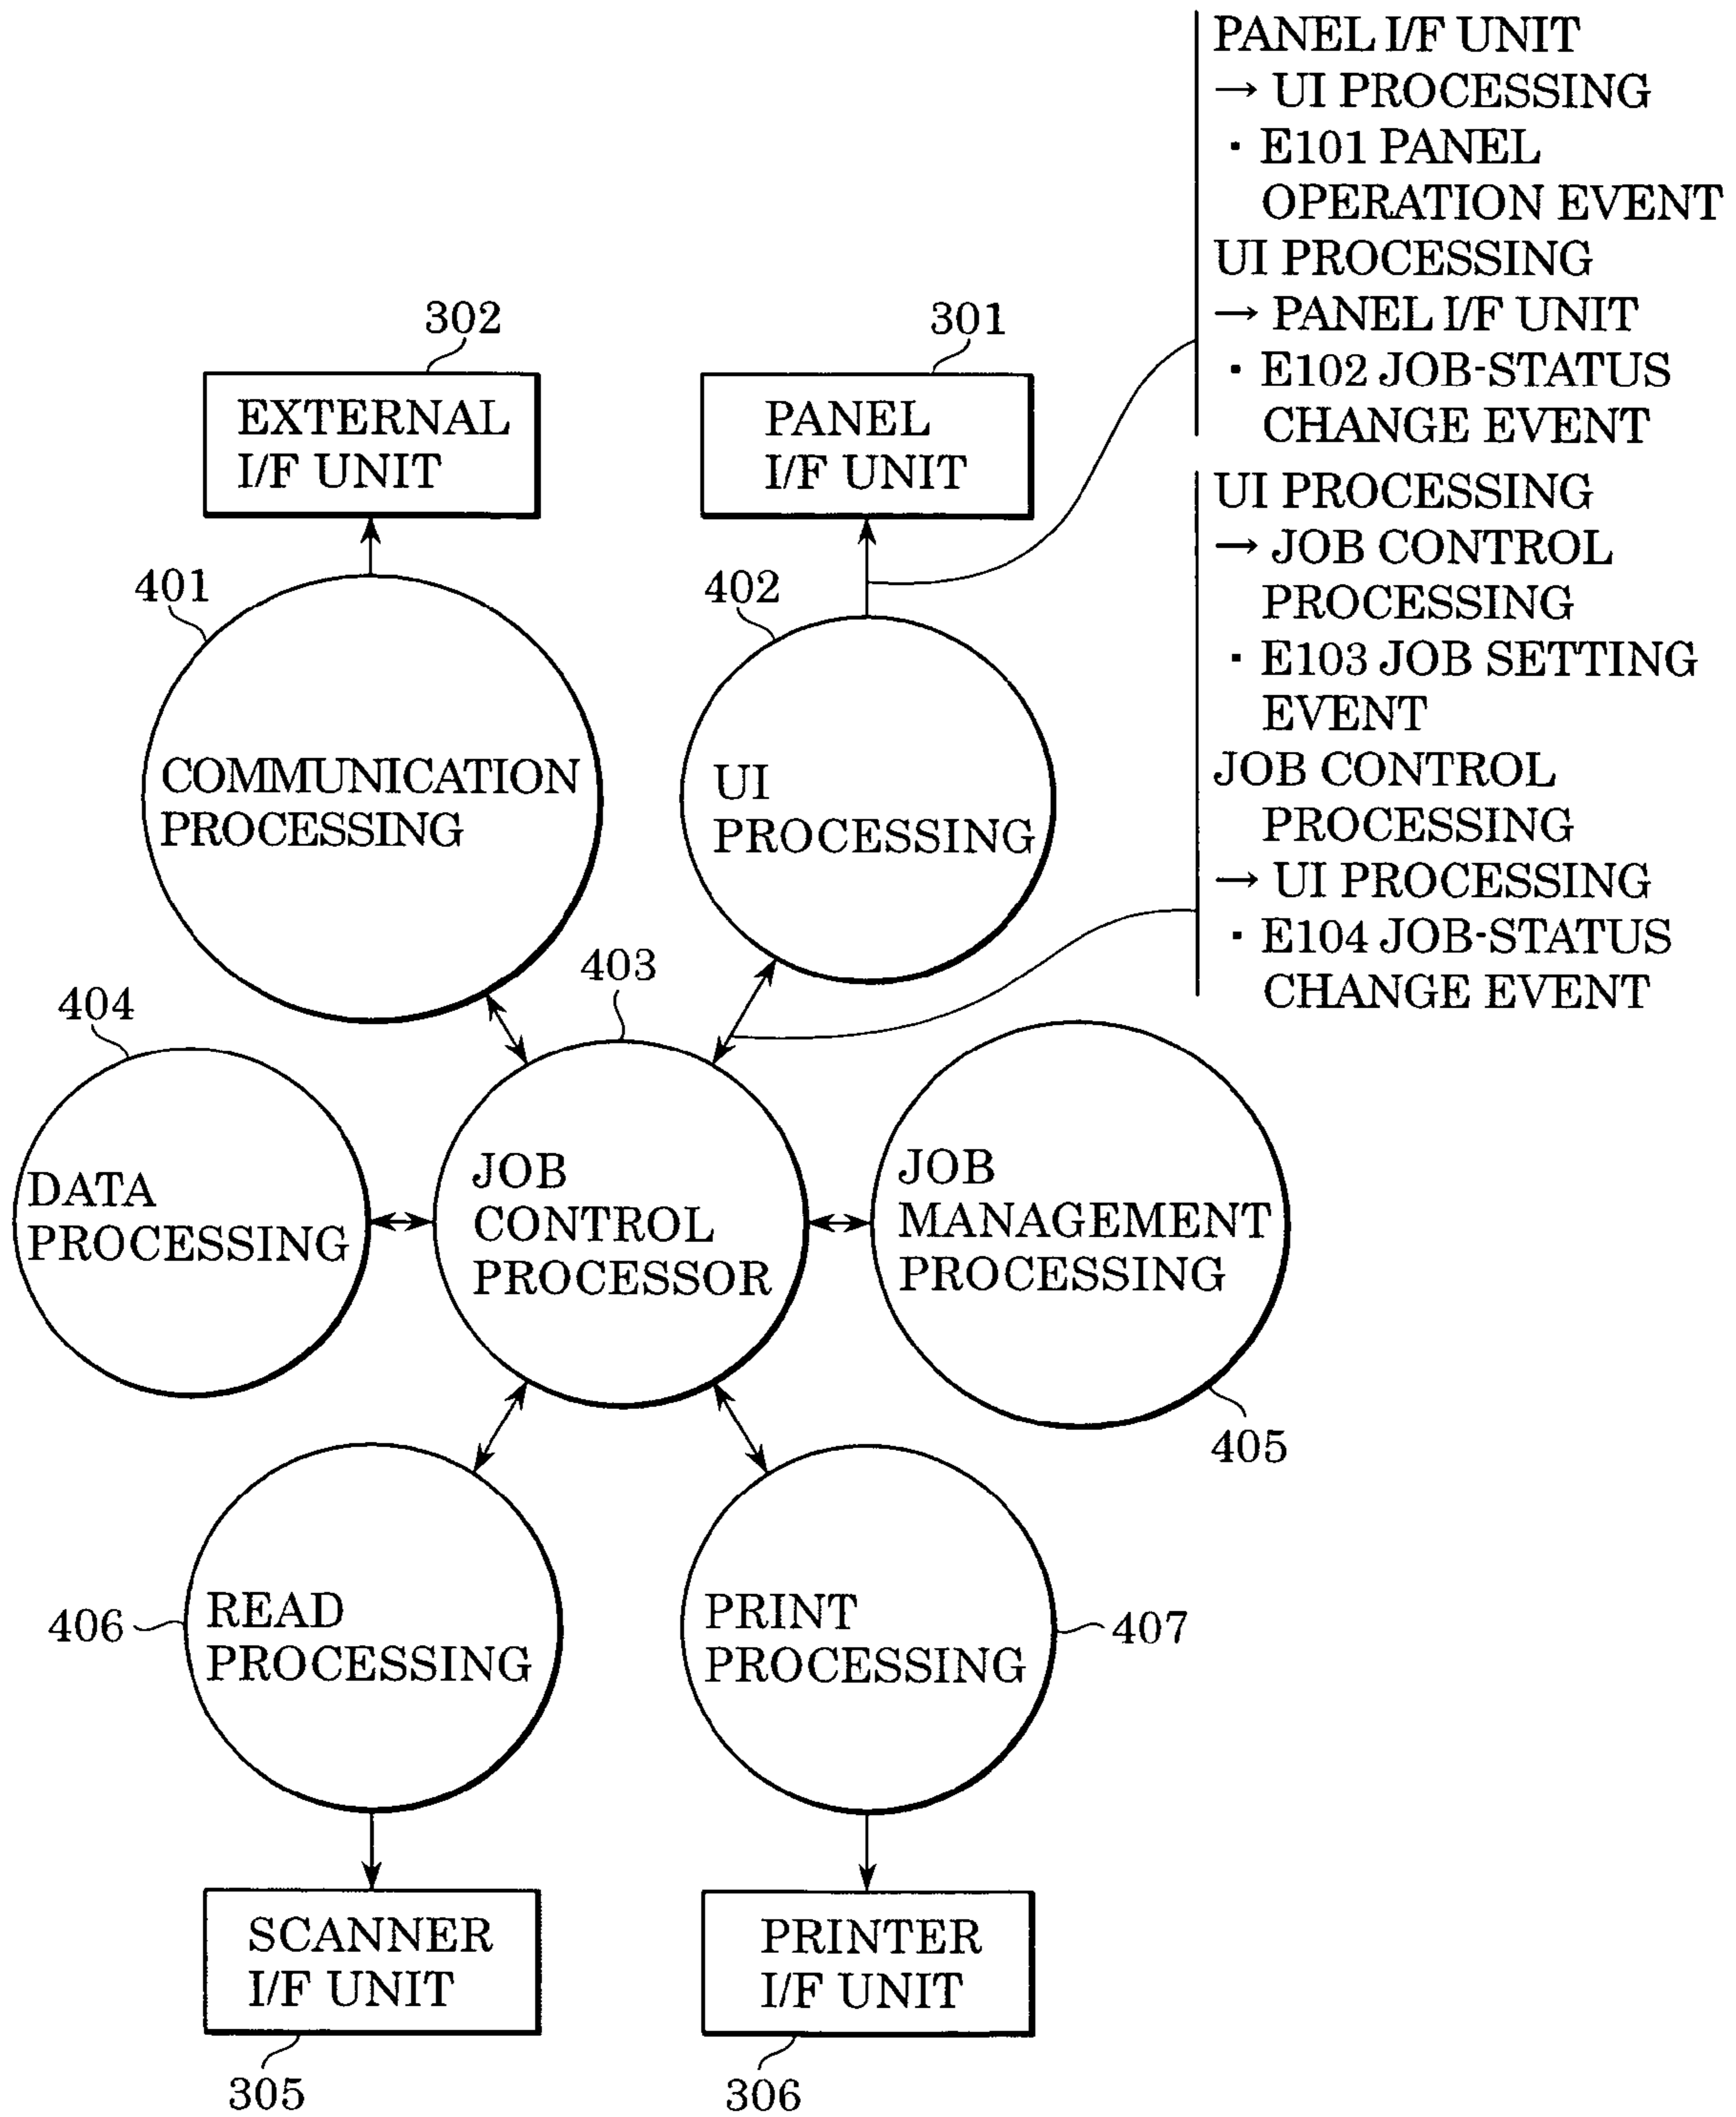 PANEL I/F UNIT
→ UI PROCESSING
· E101 PANEL
OPERATION EVENT
UI PROCESSING
→ PANEL I/F UNIT
· E102 JOB-STATUS
CHANGE EVENT
UI PROCESSING
→ JOB CONTROL
PROCESSING
· E103 JOB SETTING
EVENT
JOB CONTROL
PROCESSING
→ UI PROCESSING
· E104 JOB-STATUS
CHANGE EVENT
302
EXTERNAL
I/F UNIT
301
PANEL
I/F UNIT
401
COMMUNICATION
PROCESSING
402
UI
PROCESSING
403
JOB
CONTROL
PROCESSOR
404
DATA
PROCESSING
JOB
MANAGEMENT
PROCESSING
405
406
READ
PROCESSING
PRINT
PROCESSING
407
SCANNER
I/F UNIT
305
PRINTER
I/F UNIT
306